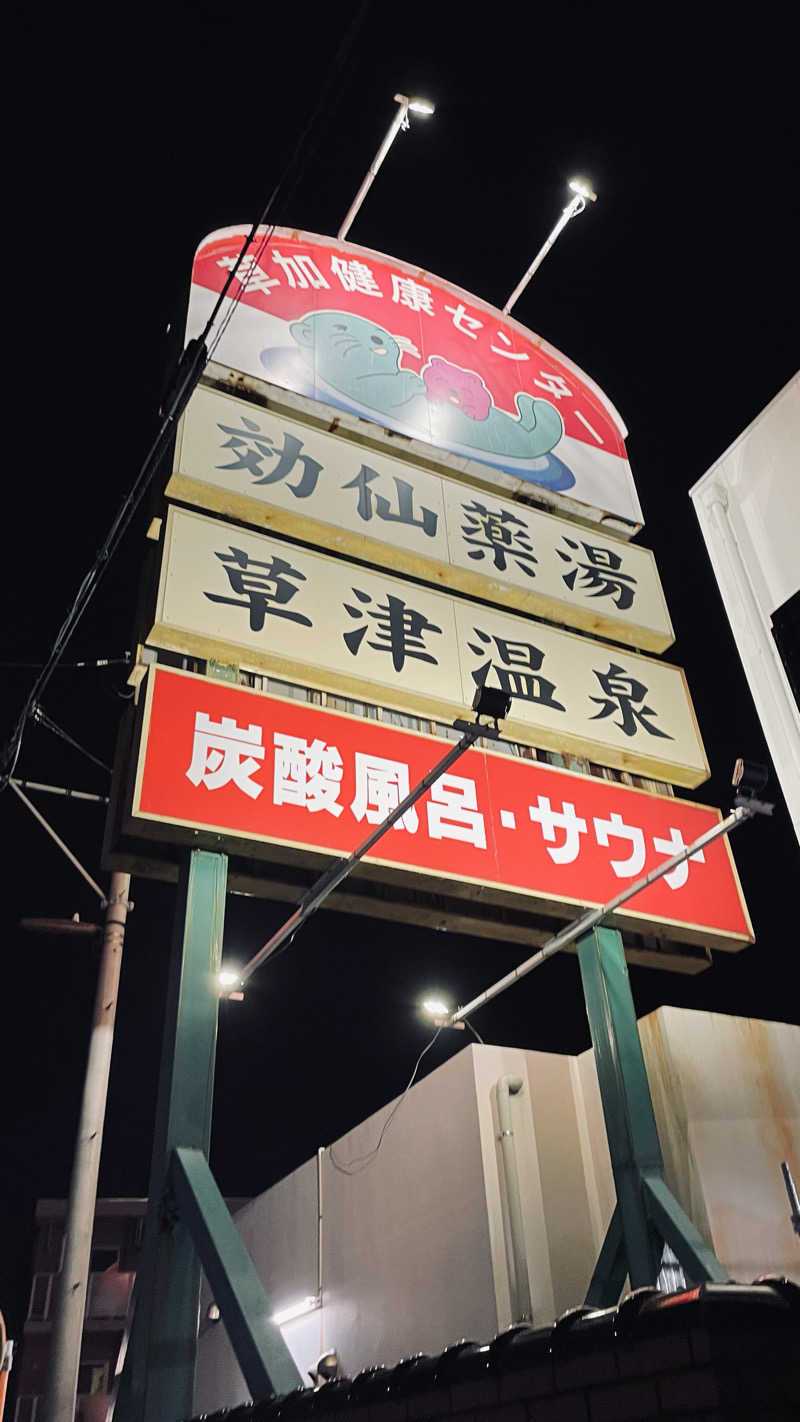 草加健康センター
効仙薬湯
草津温泉
炭酸風呂・サウナ